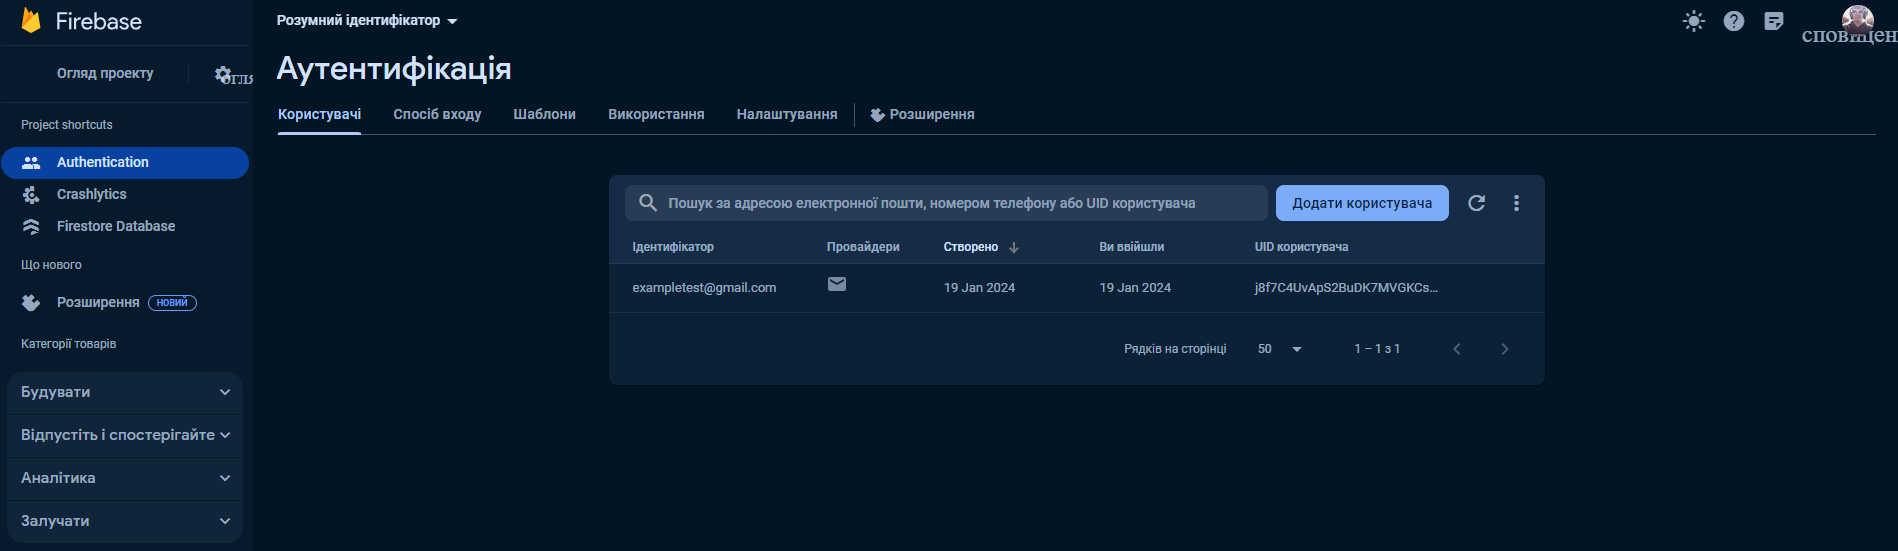 Firebase
Розумний ідентифікатор
сповіщен
Огляд проекту
огля
Аутентифікація
Користувачі Спосіб входу Шаблони Використання Налаштування Розширення
Project shortcuts
Authentication
Crashlytics
Firestore Database
Що нового
Розширення НОВИЙ
Категорії товарів
Будувати
Відпустіть і спостерігайте
Аналітика
Залучати
Пошук за адресою електронної пошти, номером телефону або UID користувача
Додати користувача
Ідентифікатор Провайдери Створено Ви ввійшли UID користувача
exampletest@gmail.com 19 Jan 2024 19 Jan 2024 j8f7C4UvApS2BuDK7MVGKCs...
Рядків на сторінці 50 1 – 1 з 1